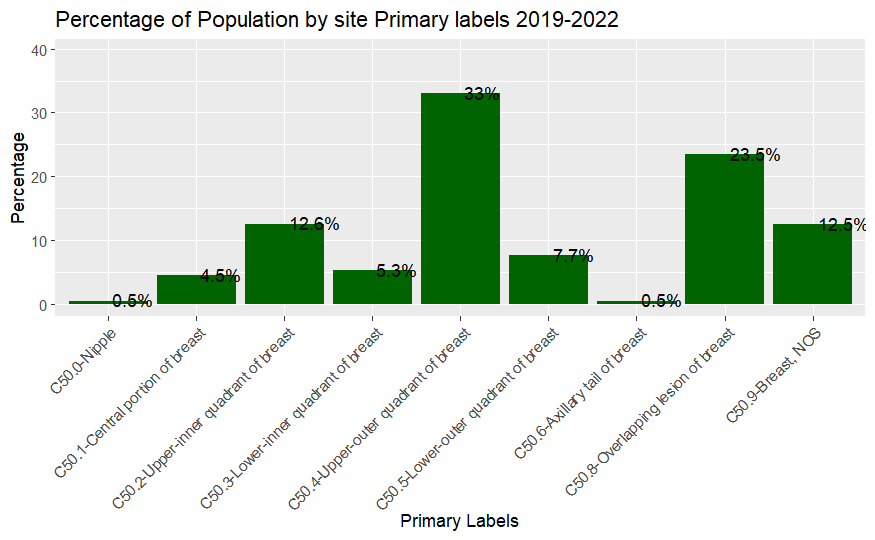 Percentage of Population by site Primary labels 2019-2022
Percentage
40
30
20
10
0
0.5%
4.5%
12.6%
5.3%
33%
7.7%
0.5%
23.5%
12.5%
C50.0-Nipple
C50.1-Central portion of breast
C50.2-Upper-inner quadrant of breast
C50.3-Lower-inner quadrant of breast
C50.4-Upper-outer quadrant of breast
C50.5-Lower-outer quadrant of breast
C50.6-Axillary tail of breast
C50.8-Overlapping lesion of breast
C50.9-Breast, NOS
Primary Labels